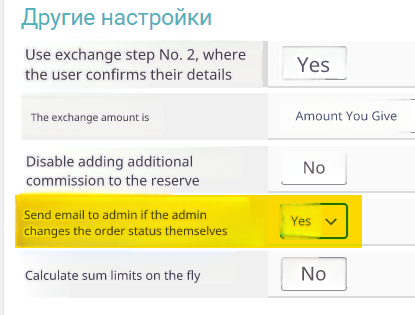 Другие настройки
Use exchange step No. 2, where
the user confirms their details
Yes
The exchange amount is
Amount You Give
Disable adding additional
commission to the reserve
No
Send email to admin if the admin
changes the order status themselves
Yes
Calculate sum limits on the fly
No